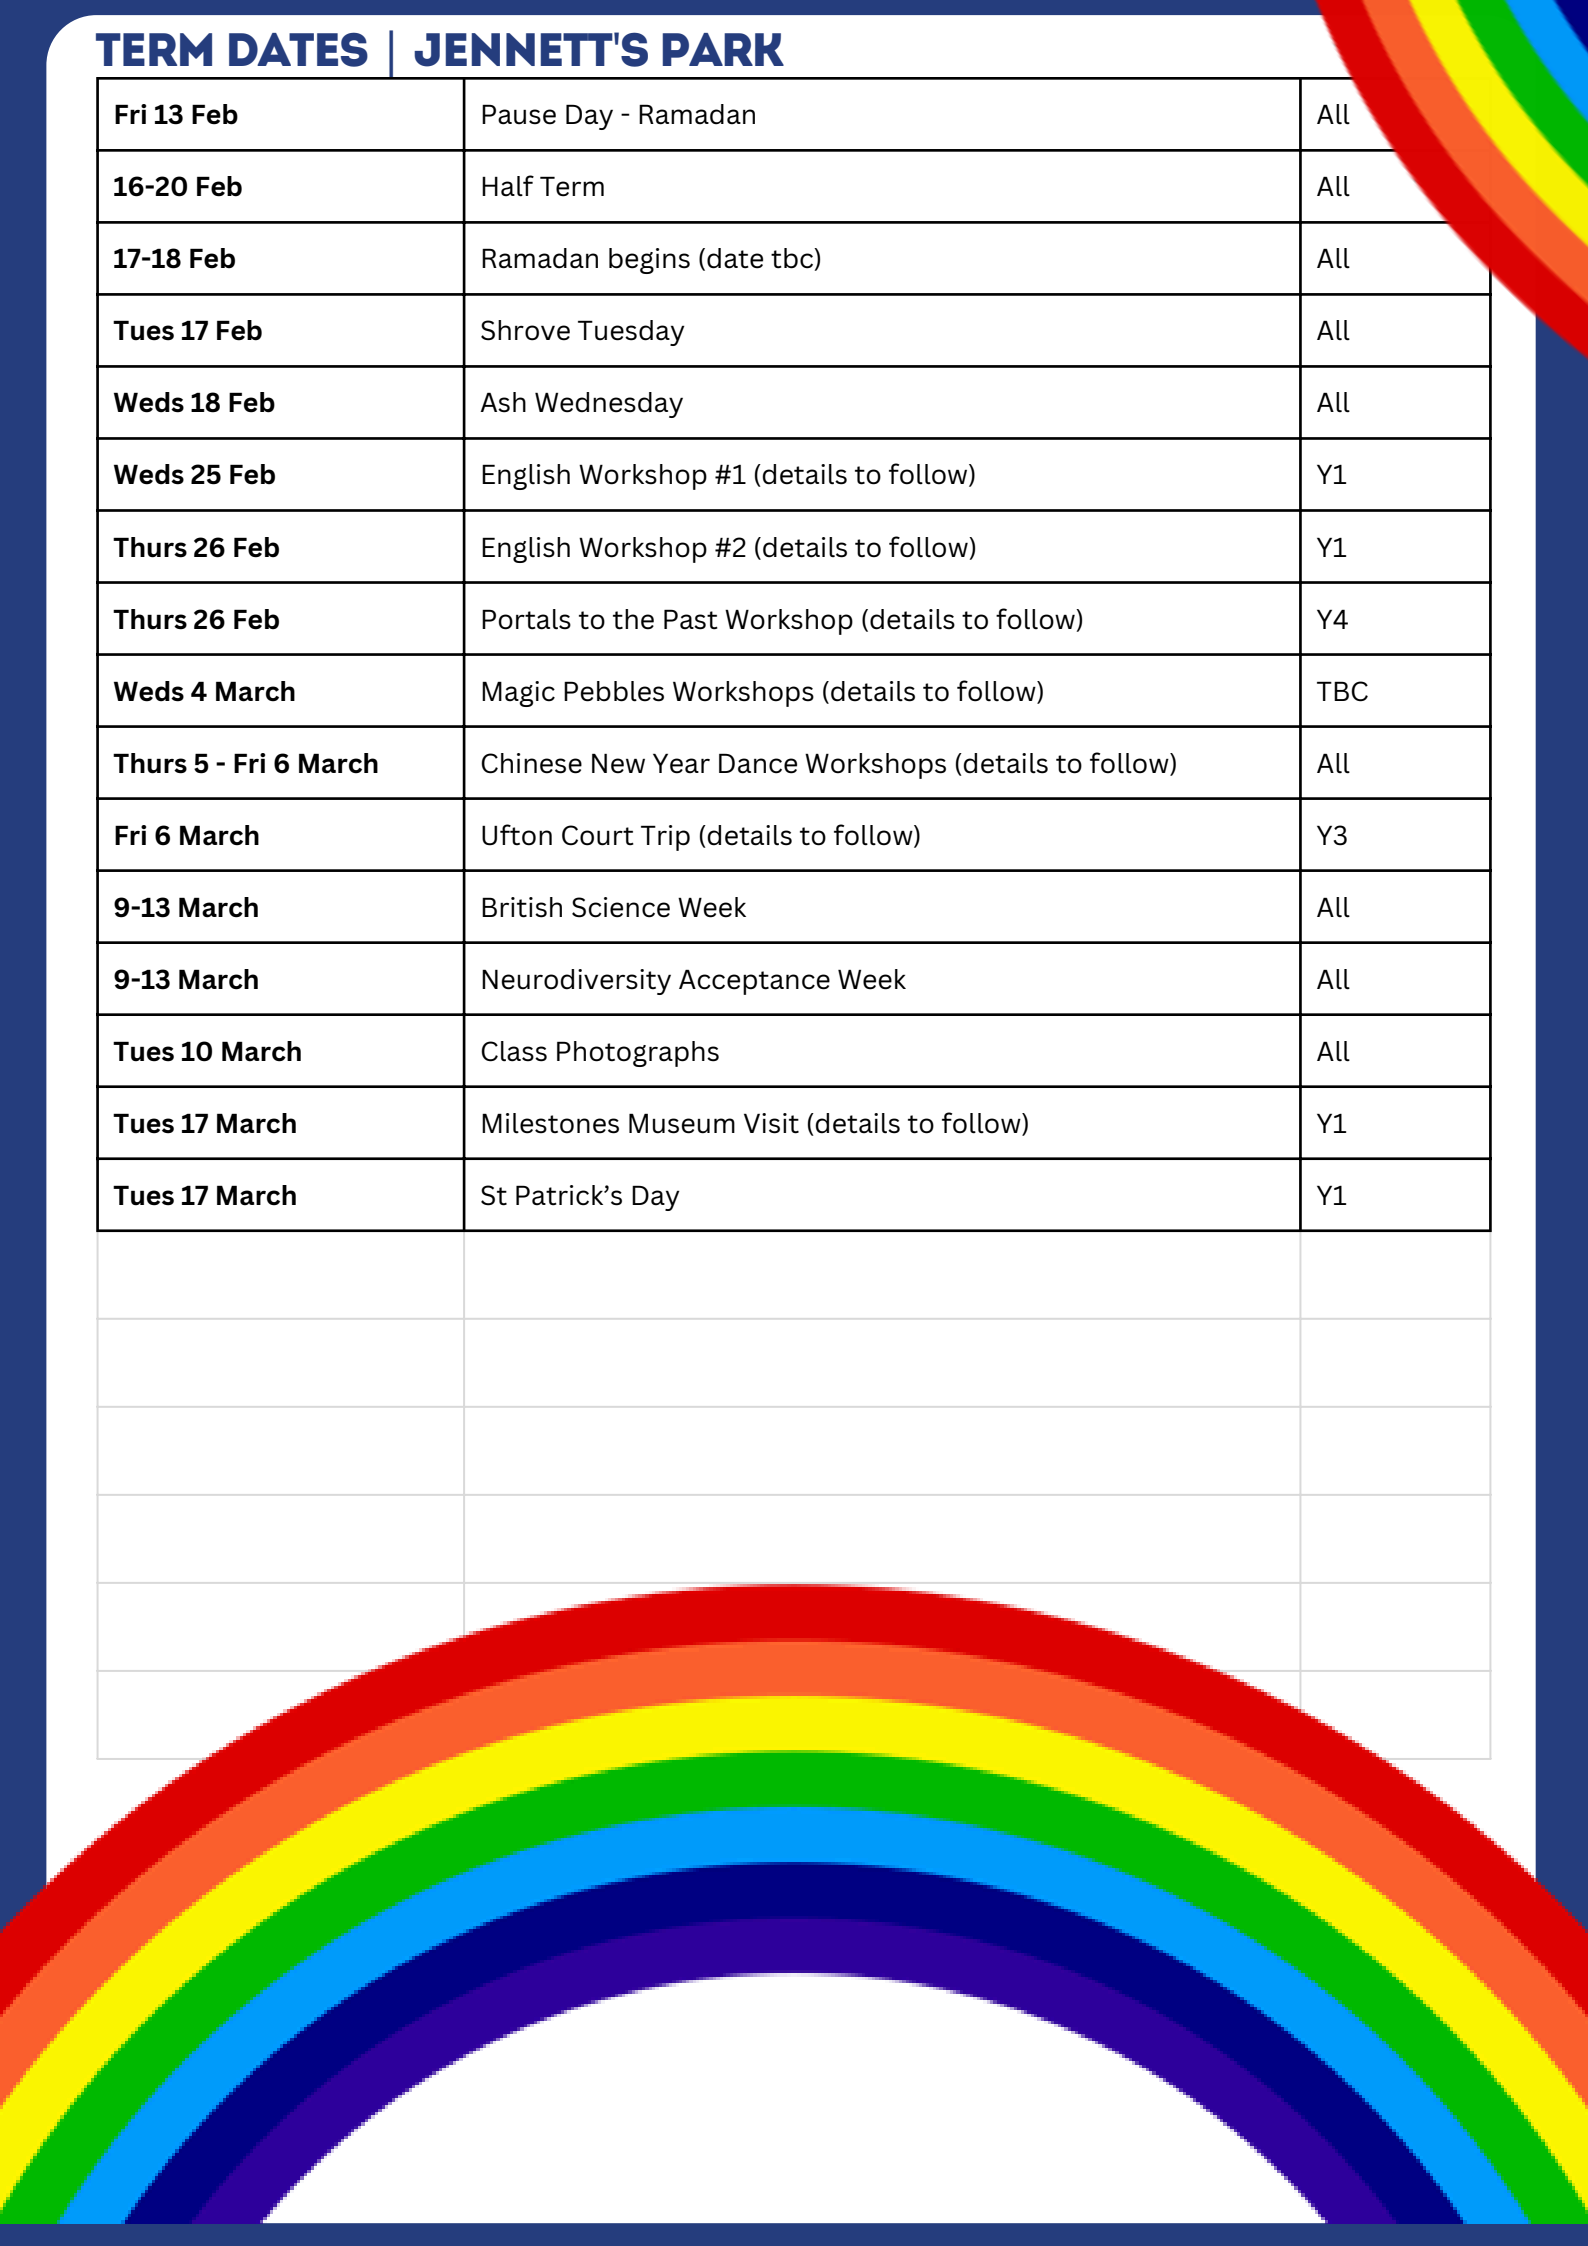 TERM DATES | JENNETT'S PARK
Fri 13 Feb Pause Day - Ramadan All
16-20 Feb Half Term All
17-18 Feb Ramadan begins (date tbc) All
Tues 17 Feb Shrove Tuesday All
Weds 18 Feb Ash Wednesday All
Weds 25 Feb English Workshop #1 (details to follow) Y1
Thurs 26 Feb English Workshop #2 (details to follow) Y1
Thurs 26 Feb Portals to the Past Workshop (details to follow) Y4
Weds 4 March Magic Pebbles Workshops (details to follow) TBC
Thurs 5 - Fri 6 March Chinese New Year Dance Workshops (details to follow) All
Fri 6 March Ufton Court Trip (details to follow) Y3
9-13 March British Science Week All
9-13 March Neurodiversity Acceptance Week All
Tues 10 March Class Photographs All
Tues 17 March Milestones Museum Visit (details to follow) Y1
Tues 17 March St Patrick’s Day Y1